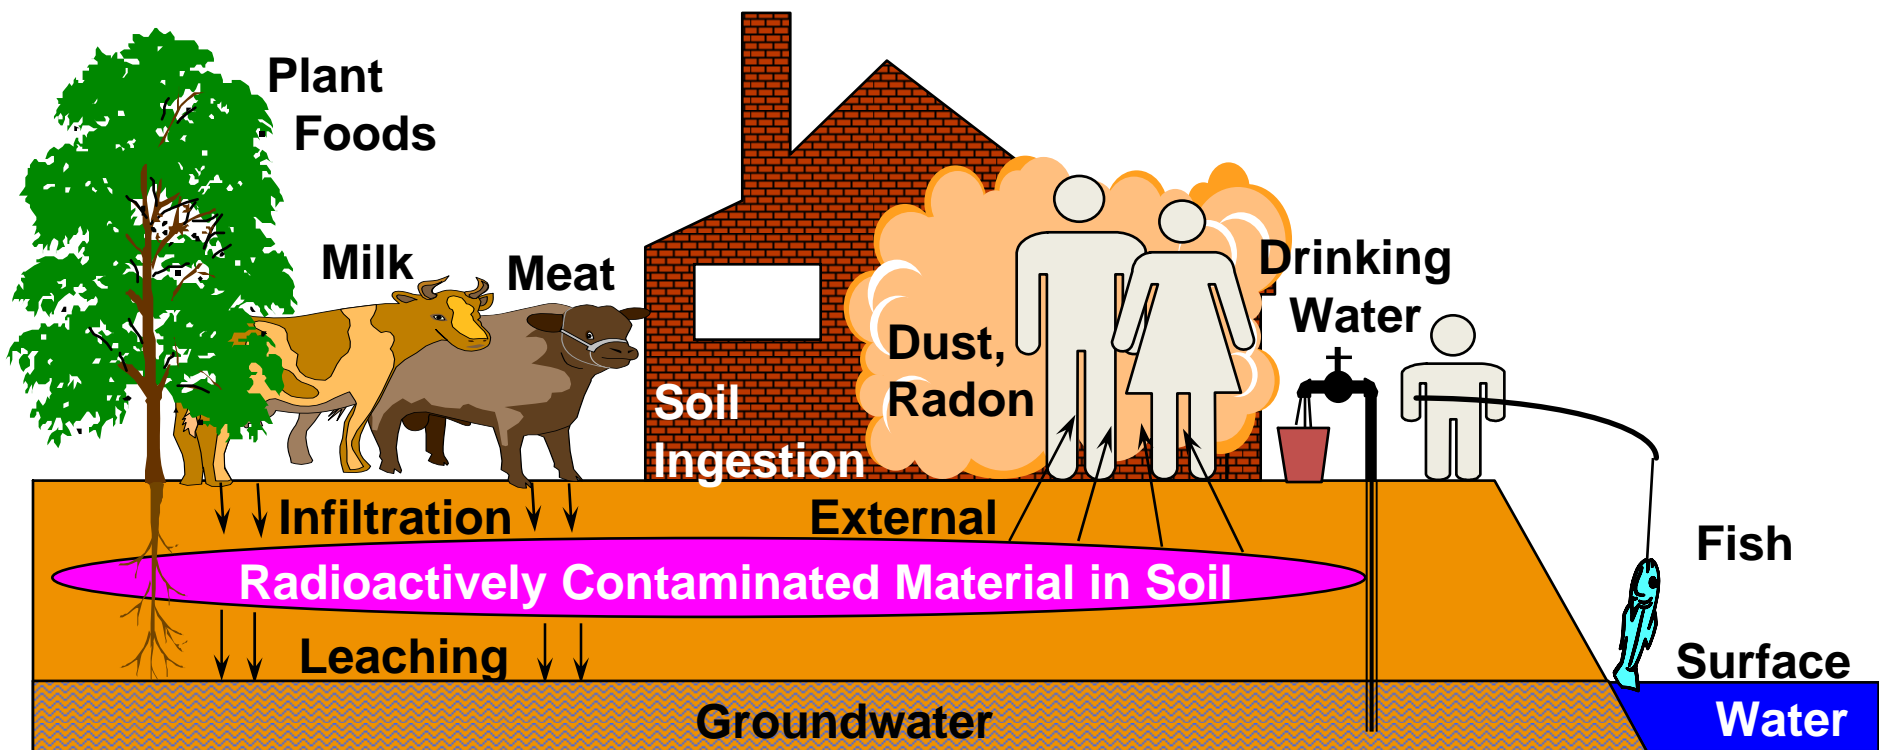 Plant
Foods
Milk
Meat
Drinking
Water
Dust,
Radon
Soil
Ingestion
Infiltration
External
Fish
Radioactively Contaminated Material in Soil
Leaching
Surface
Water
Groundwater